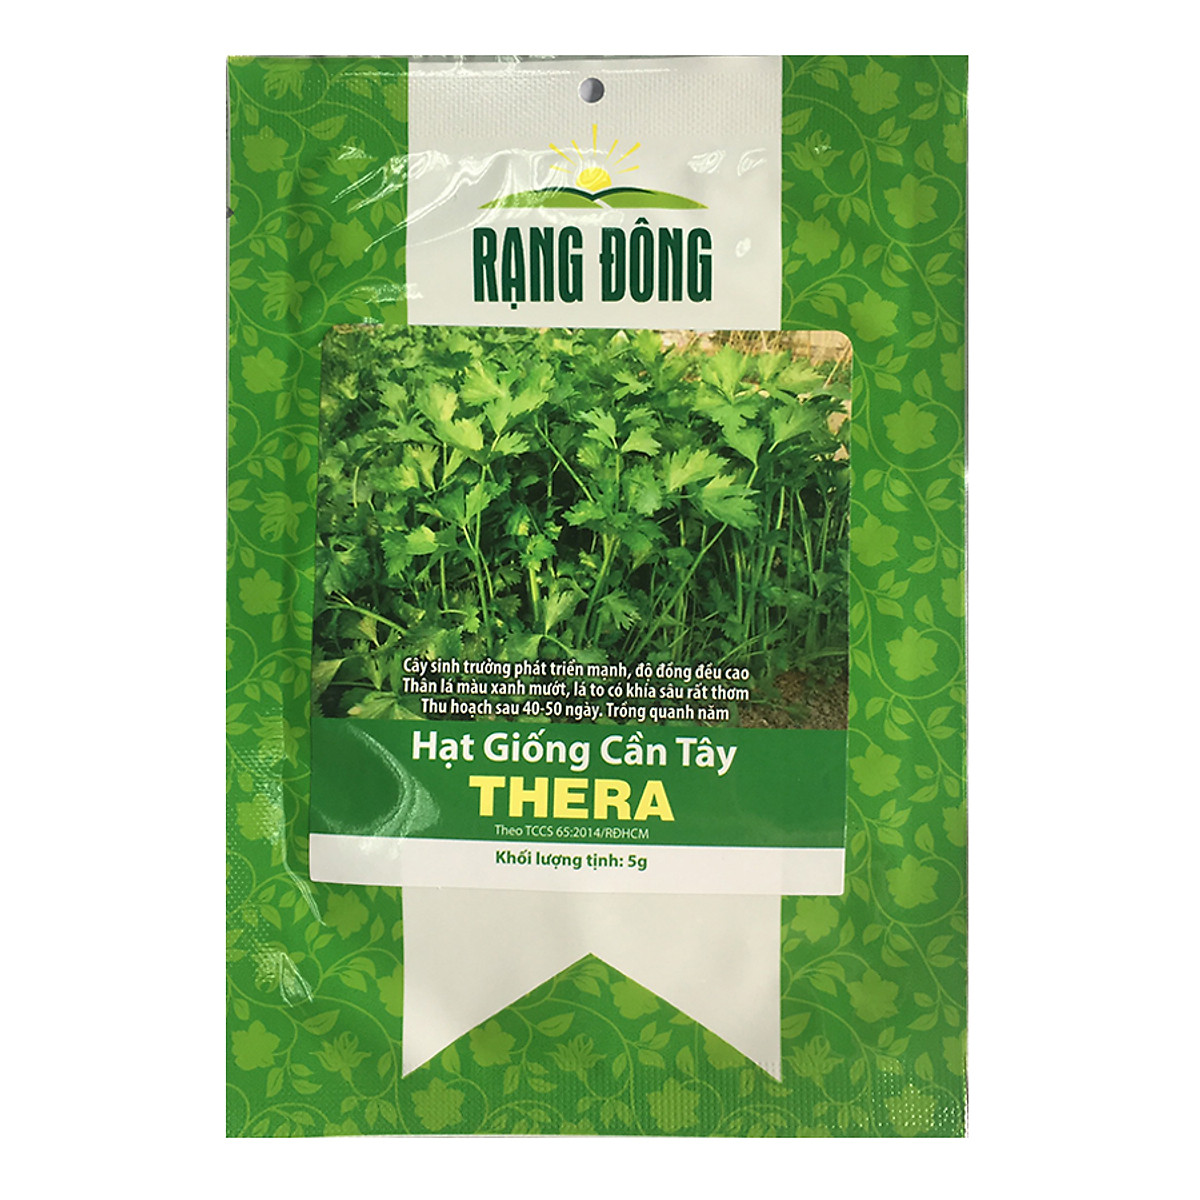 RẠNG ĐÔNG
Cây sinh trưởng phát triển mạnh, độ đồng đều cao
Thân lá màu xanh mướt, lá to có khía sâu rất thơm
Thu hoạch sau 40-50 ngày. Trồng quanh năm
Hạt Giống Cần Tây
THERA
Theo TCCS 65:2014/RĐHCM
Khối lượng tịnh: 5g